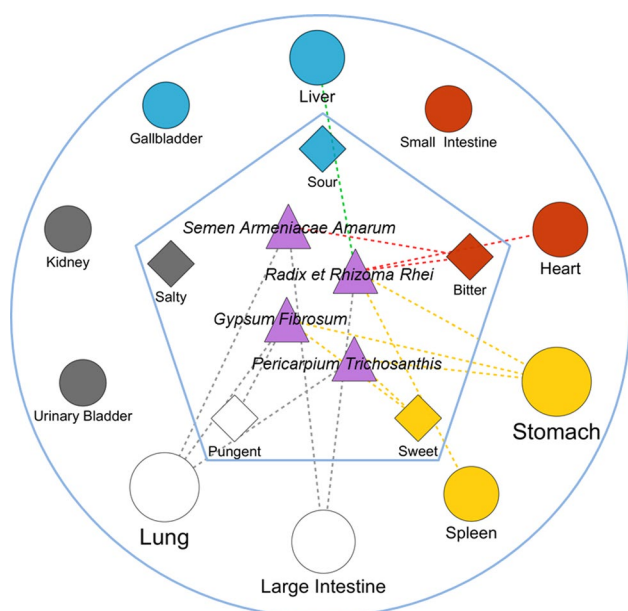 Liver
Gallbladder
Small Intestine
Sour
Semen Armeniacae Amarum
Kidney
Salty
Radix et Rhizoma Rhei
Bitter
Heart
Gypsum Fibrosum
Pericarpium Trichosanthis
Urinary Bladder
Pungent
Sweet
Stomach
Lung
Spleen
Large Intestine